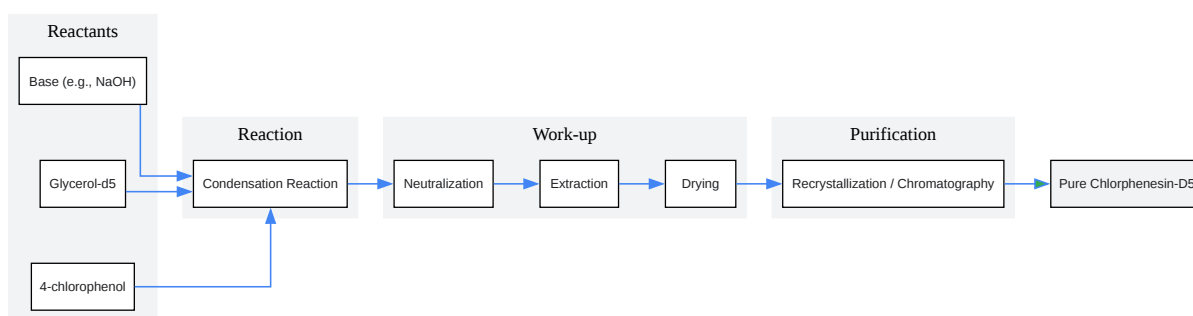 Reactants
Base (e.g., NaOH)
Glycerol-d5
4-chlorophenol
Reaction
Condensation Reaction
Work-up
Neutralization
Extraction
Drying
Purification
Recrystallization / Chromatography
Pure Chlorphenesin-D5